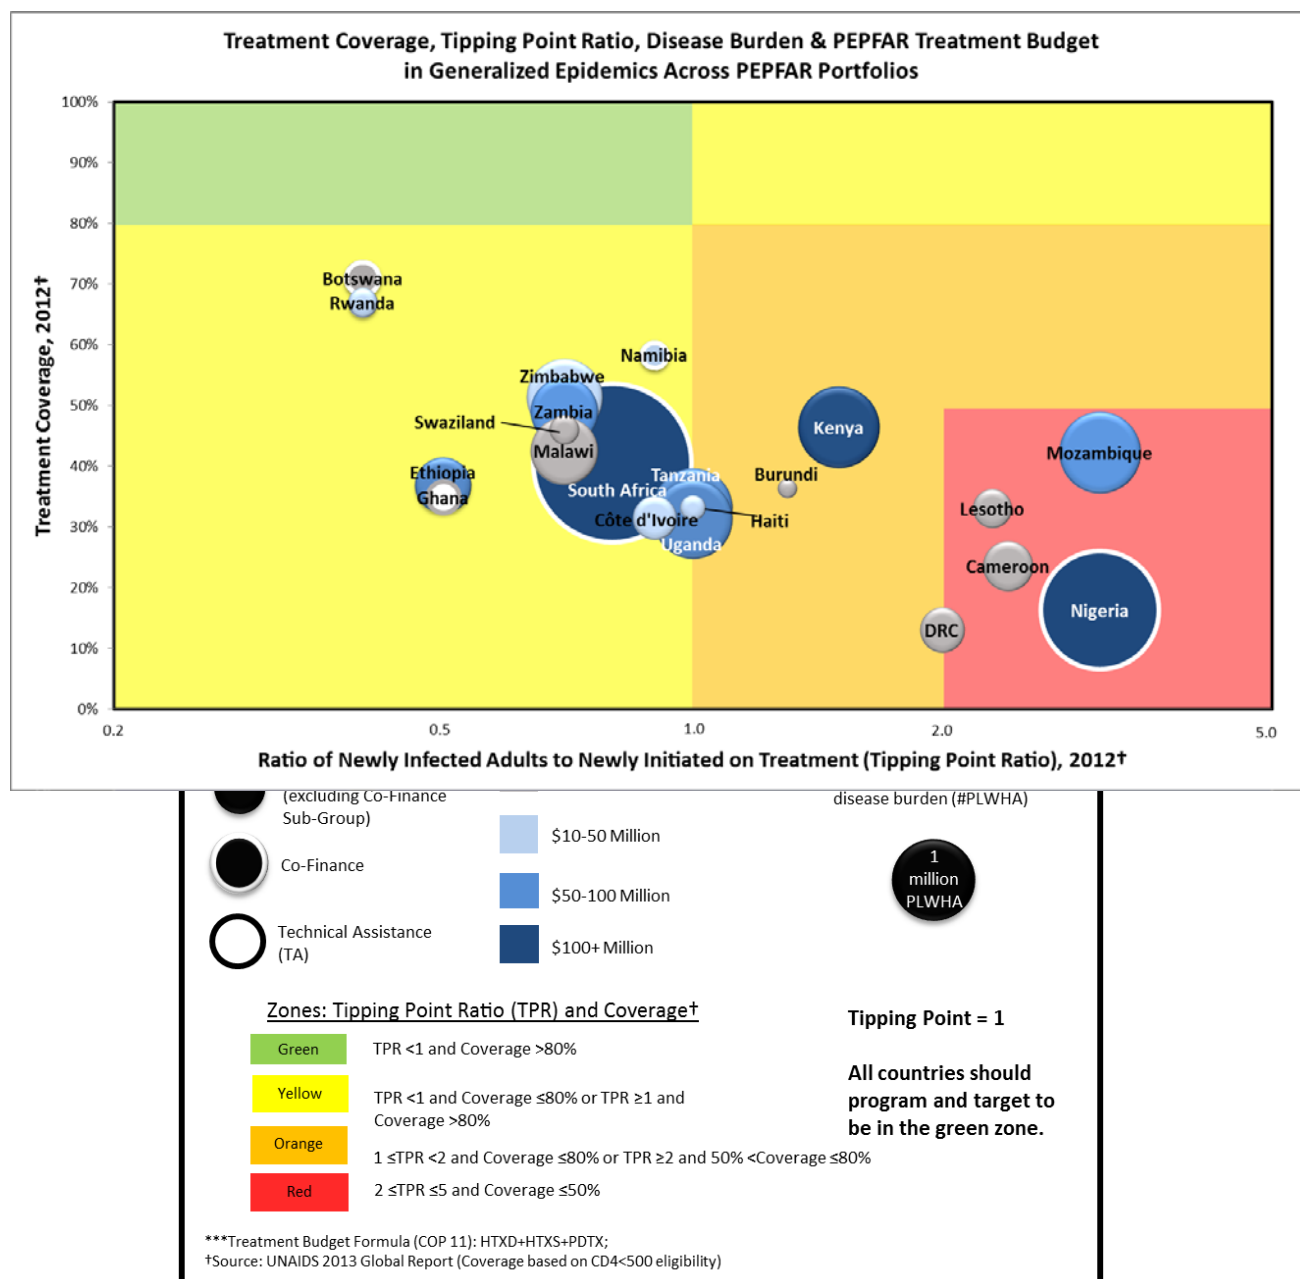 Treatment Coverage, Tipping Point Ratio, Disease Burden & PEPFAR Treatment Budget
in Generalized Epidemics Across PEPFAR Portfolios
Treatment Coverage, 2012†
100%
90%
80%
70%
60%
50%
40%
30%
20%
10%
0%
Botswana
Rwanda
Namibia
Zimbabwe
Zambia
Swaziland
Malawi
Ethiopia
Ghana
South Africa
Tanzania
Côte d'Ivoire
Haiti
Uganda
Burundi
Kenya
Mozambique
Lesotho
Cameroon
DRC
Nigeria
0.2
0.5
1.0
2.0
5.0
Ratio of Newly Infected Adults to Newly Initiated on Treatment (Tipping Point Ratio), 2012†
(excluding Co-Finance
Sub-Group)
Co-Finance
Technical Assistance
(TA)
$10-50 Million
$50-100 Million
$100+ Million
disease burden (#PLWHA)
1
million
PLWHA
Zones: Tipping Point Ratio (TPR) and Coverage†
Green
TPR <1 and Coverage >80%
Yellow
TPR <1 and Coverage ≤80% or TPR ≥1 and
Coverage >80%
Orange
1 ≤TPR <2 and Coverage ≤80% or TPR ≥2 and 50% <Coverage ≤80%
Red
2 ≤TPR ≤5 and Coverage ≤50%
Tipping Point = 1
All countries should
program and target to
be in the green zone.
***Treatment Budget Formula (COP 11): HTXD+HTXS+PDTX;
†Source: UNAIDS 2013 Global Report (Coverage based on CD4<500 eligibility)